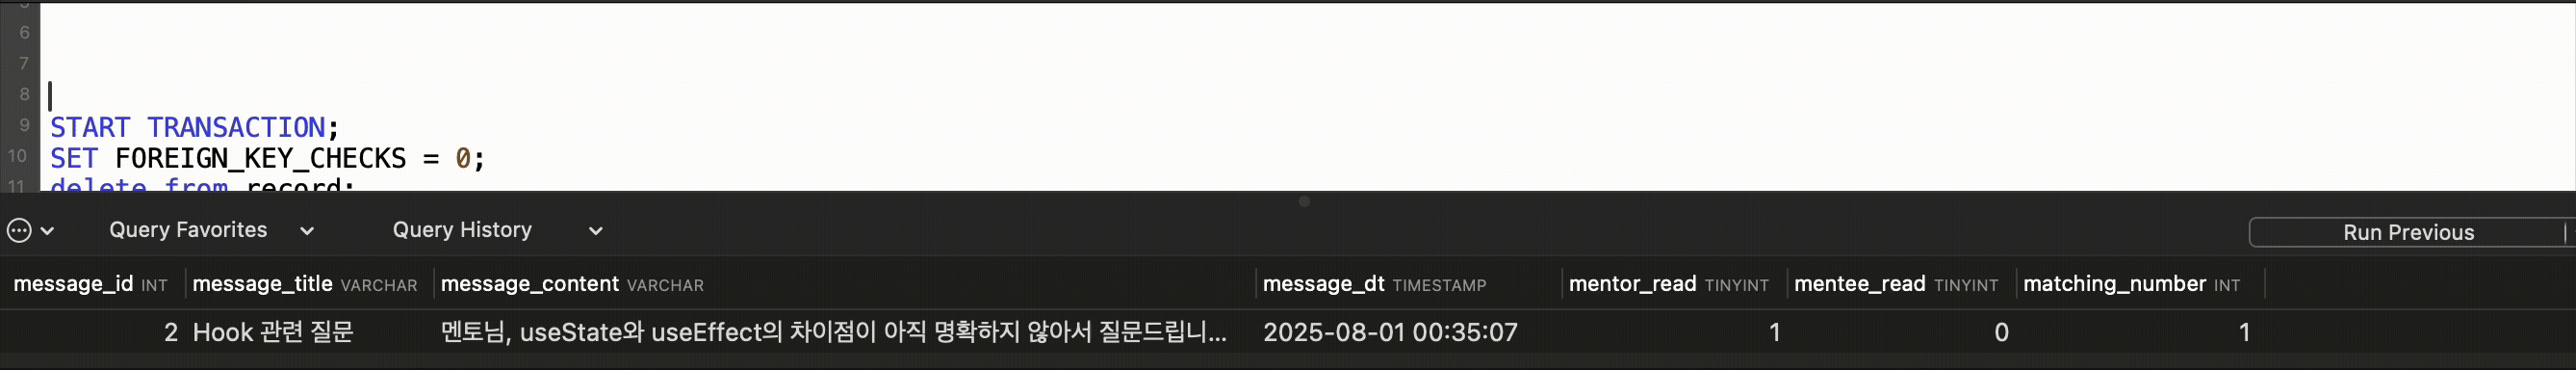 5
6
7
8
9 START TRANSACTION;
10 SET FOREIGN_KEY_CHECKS = 0;
11 delete from record;
Query Favorites Query History Run Previous
message_id INT message_title VARCHAR message_content VARCHAR message_dt TIMESTAMP mentor_read TINYINT mentee_read TINYINT matching_number INT
2 Hook 관련 질문 멘토님, useState와 useEffect의 차이점이 아직 명확하지 않아서 질문드립니... 2025-08-01 00:35:07 1 0 1